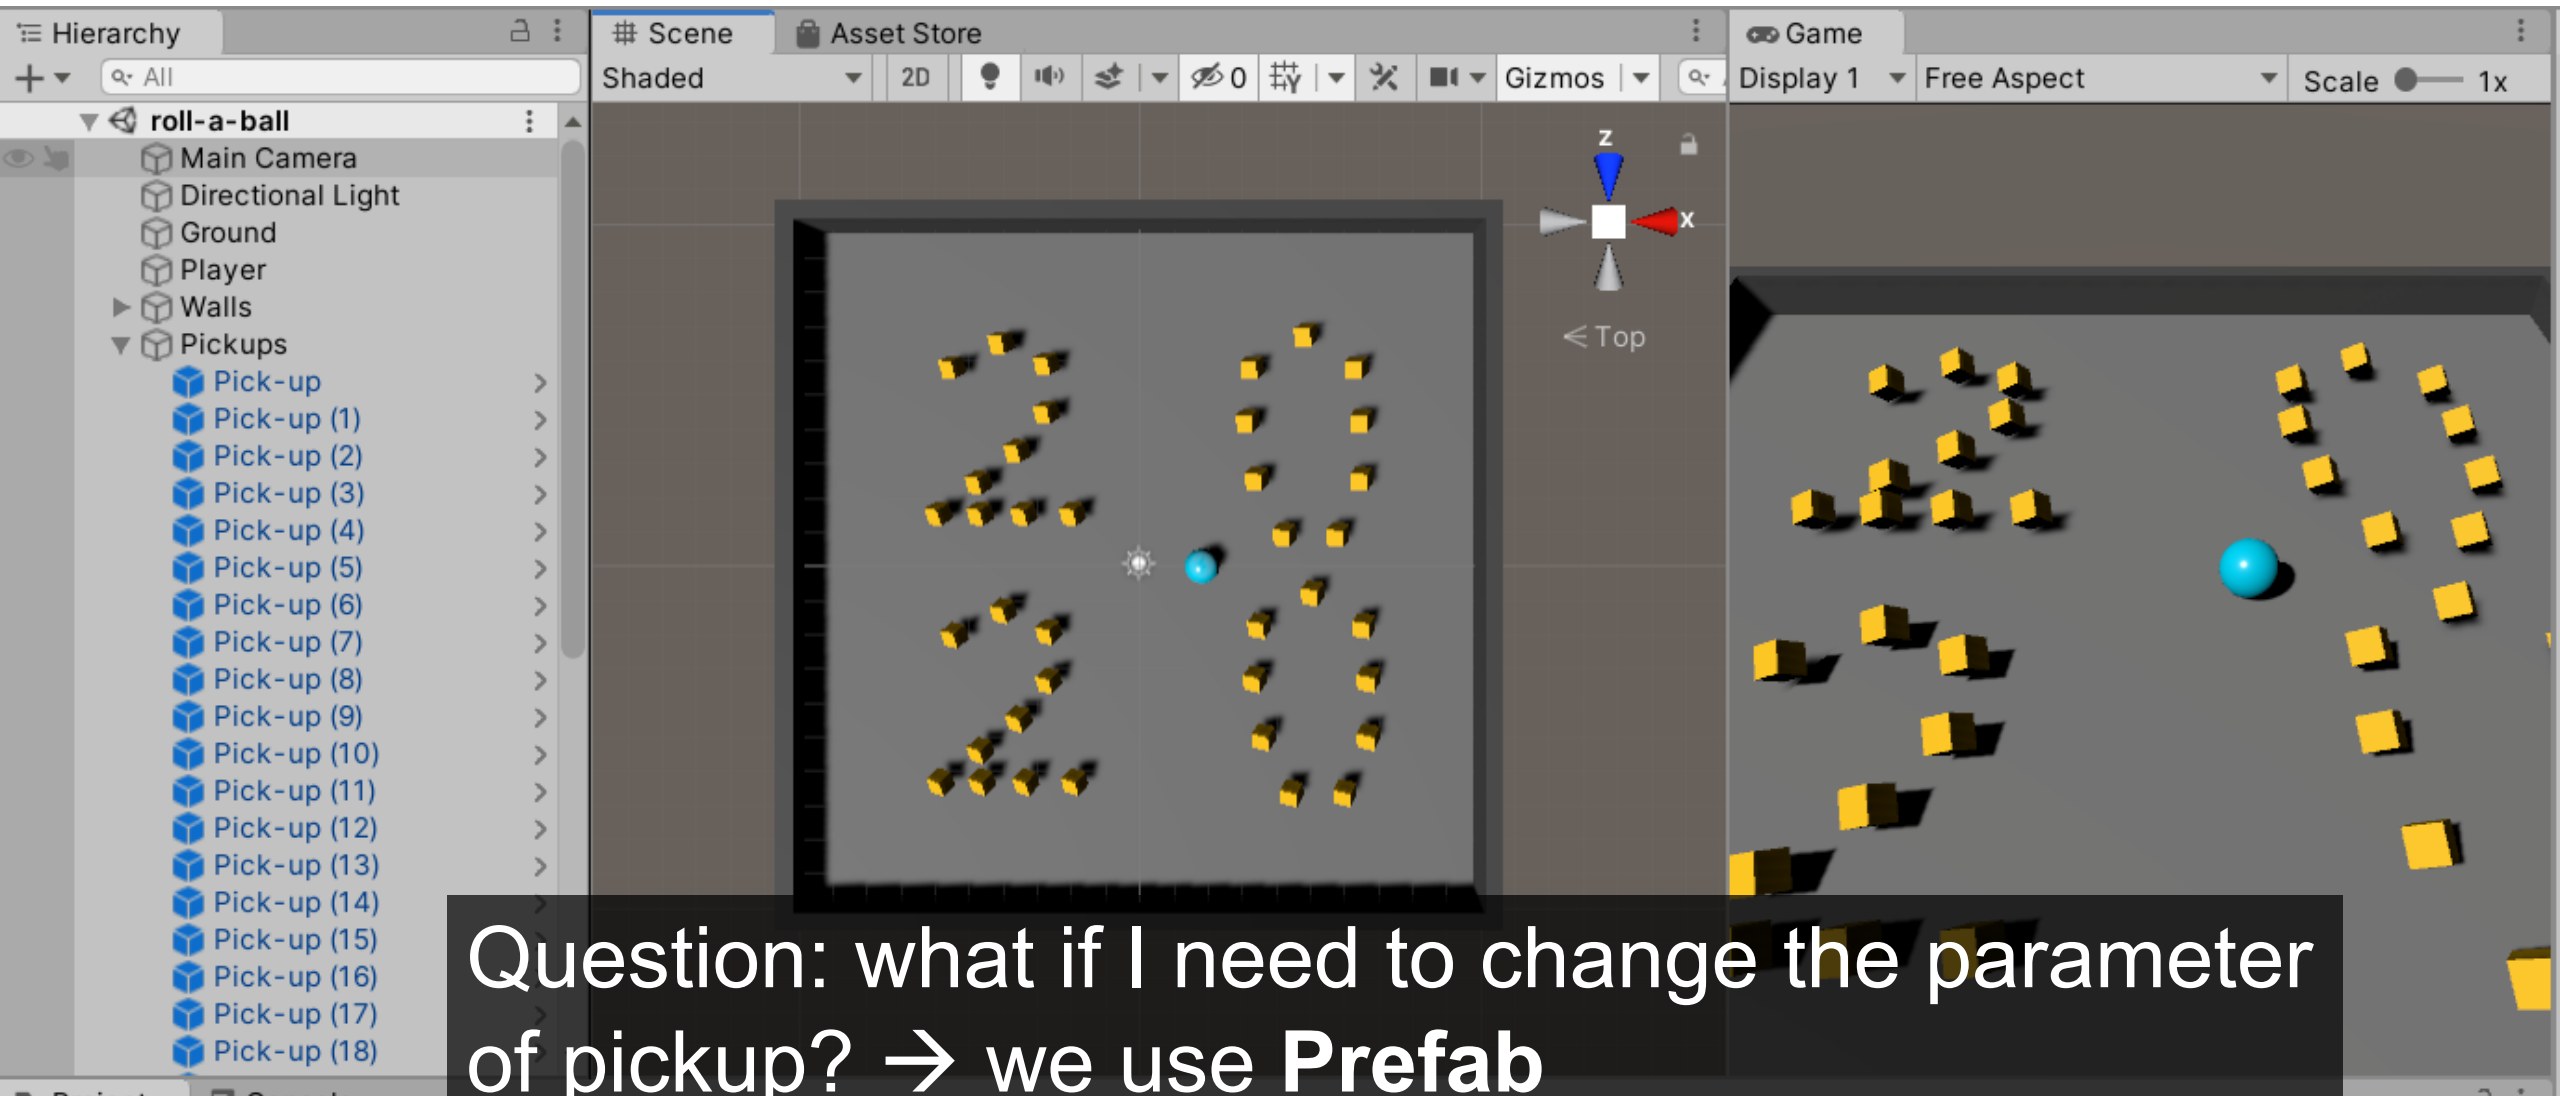 Hierarchy
All
roll-a-ball
Main Camera
Directional Light
Ground
Player
Walls
Pickups
Pick-up
Pick-up (1)
Pick-up (2)
Pick-up (3)
Pick-up (4)
Pick-up (5)
Pick-up (6)
Pick-up (7)
Pick-up (8)
Pick-up (9)
Pick-up (10)
Pick-up (11)
Pick-up (12)
Pick-up (13)
Pick-up (14)
Pick-up (15)
Pick-up (16)
Pick-up (17)
Pick-up (18)
Scene Asset Store
Shaded 2D 0 Gizmos
z
x
< Top
Game
Display 1 Free Aspect Scale 1x
Question: what if I need to change the parameter
of pickup? → we use Prefab